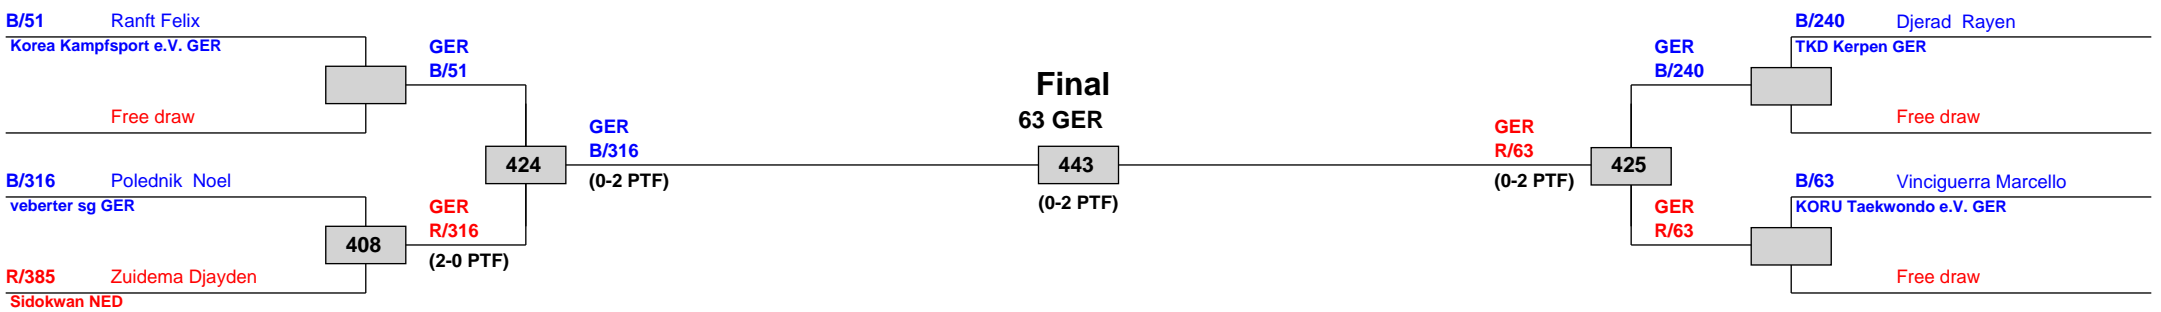 B/51 Ranft Felix
Korea Kampfsport e.V. GER
Free draw
B/316 Polednik Noel
veberter sg GER
408
R/385 Zuidema Djayden
Sidokwan NED
GER
B/51
424
GER
R/316
(2-0 PTF)
GER
B/316
(0-2 PTF)
Final
63 GER
443
(0-2 PTF)
GER
R/63
(0-2 PTF)
425
GER
B/240
GER
R/63
B/240 Djerad Rayen
TKD Kerpen GER
Free draw
B/63 Vinciguerra Marcello
KORU Taekwondo e.V. GER
Free draw